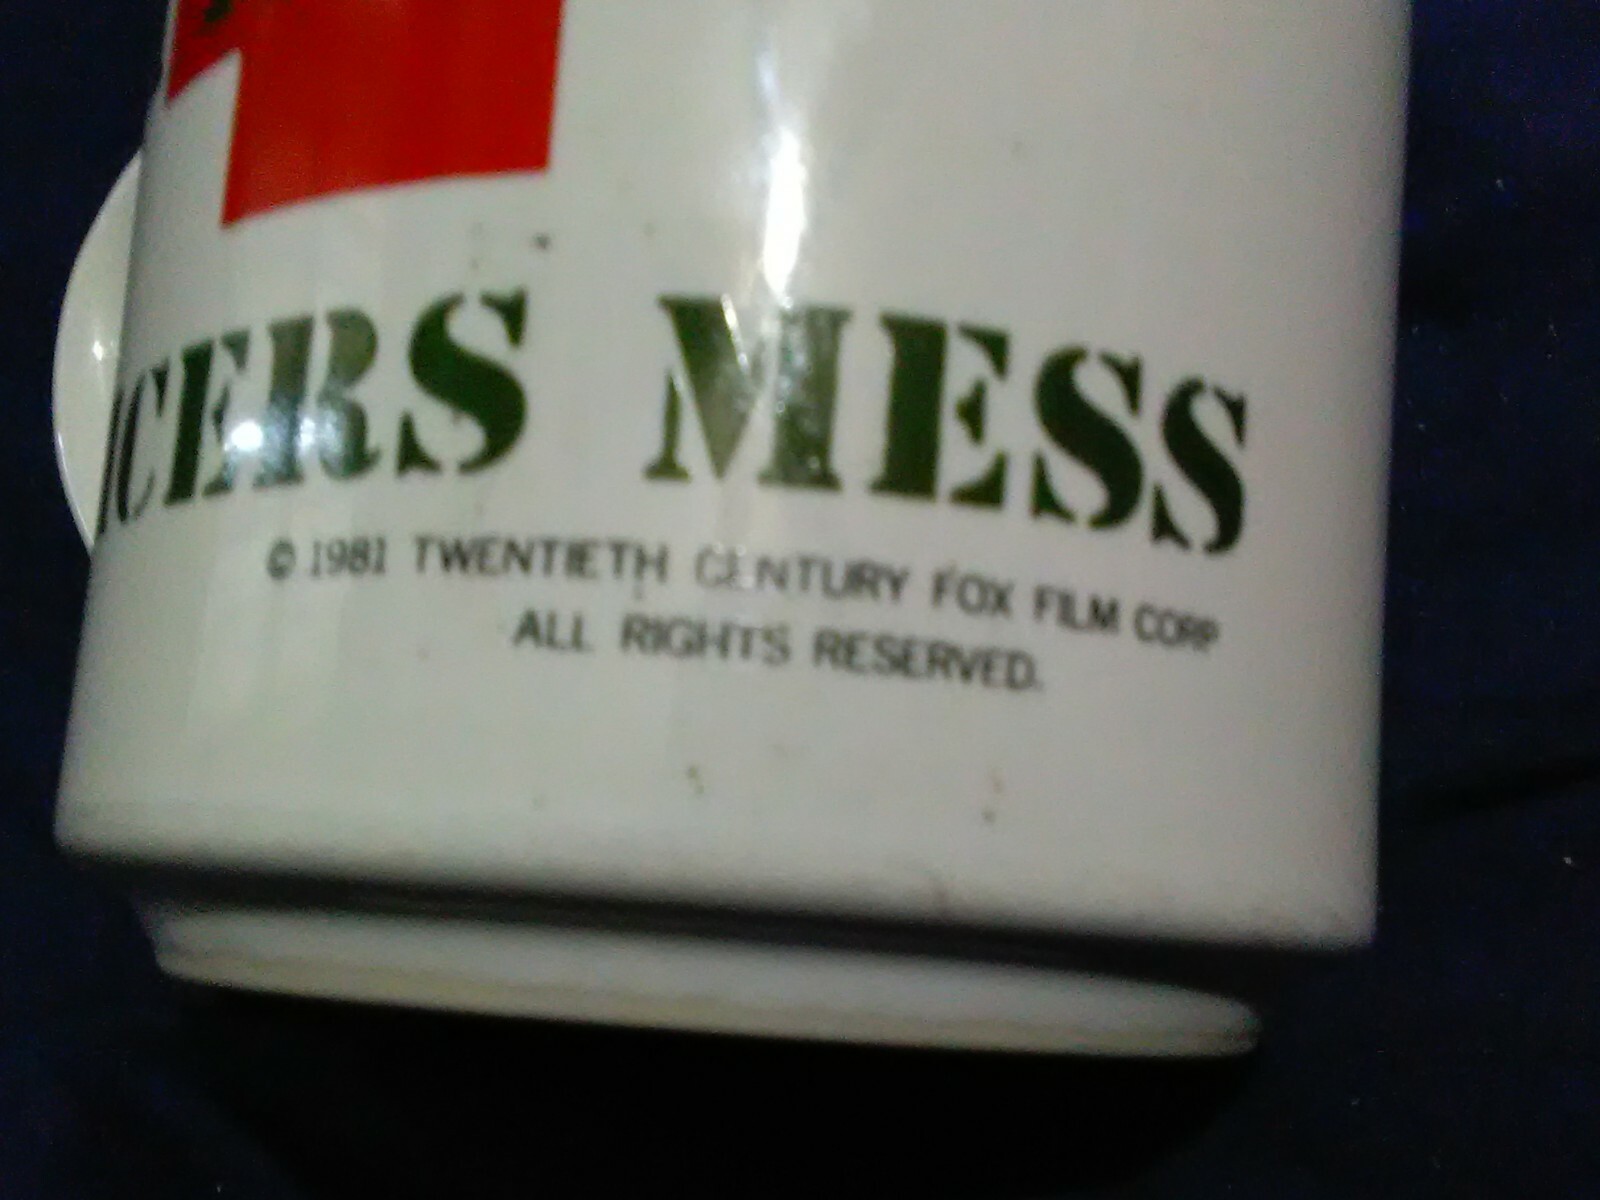 ICERS MESS
© 1981 TWENTIETH CENTURY FOX FILM CORP
ALL RIGHTS RESERVED.